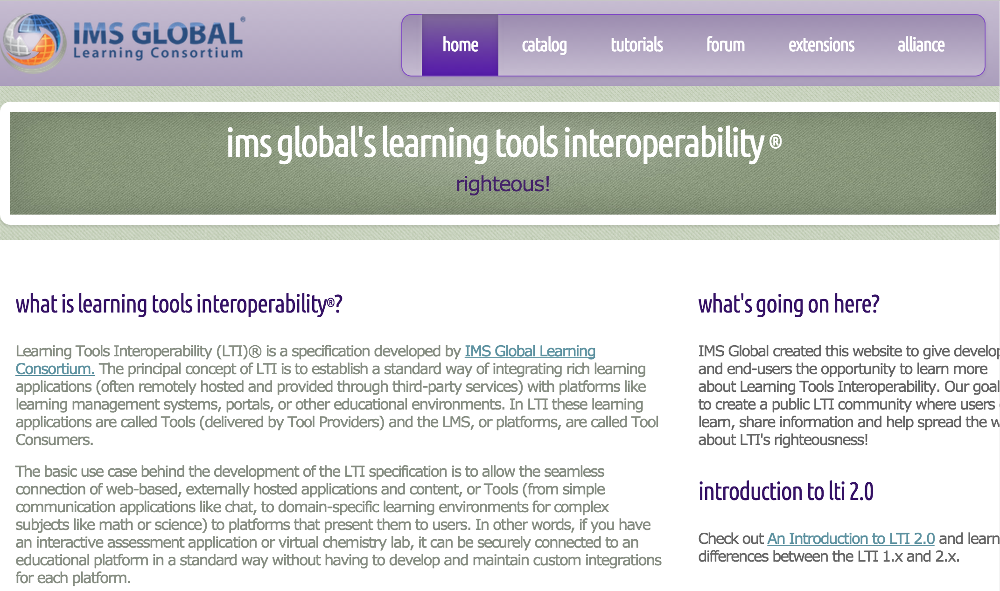 IMS GLOBAL®
Learning Consortium
home catalog tutorials forum extensions alliance
ims global's learning tools interoperability ®
righteous!
what is learning tools interoperability®?
Learning Tools Interoperability (LTI)® is a specification developed by IMS Global Learning
Consortium. The principal concept of LTI is to establish a standard way of integrating rich learning
applications (often remotely hosted and provided through third-party services) with platforms like
learning management systems, portals, or other educational environments. In LTI these learning
applications are called Tools (delivered by Tool Providers) and the LMS, or platforms, are called Tool
Consumers.
The basic use case behind the development of the LTI specification is to allow the seamless
connection of web-based, externally hosted applications and content, or Tools (from simple
communication applications like chat, to domain-specific learning environments for complex
subjects like math or science) to platforms that present them to users. In other words, if you have
an interactive assessment application or virtual chemistry lab, it can be securely connected to an
educational platform in a standard way without having to develop and maintain custom integrations
for each platform.
what's going on here?
IMS Global created this website to give
and end-users the opportunity to learn more
about Learning Tools Interoperability. Our goal
to create a public LTI community where users
learn, share information and help spread the
about LTI's righteousness!
introduction to lti 2.0
Check out An Introduction to LTI 2.0 and learn
differences between the LTI 1.x and 2.x.